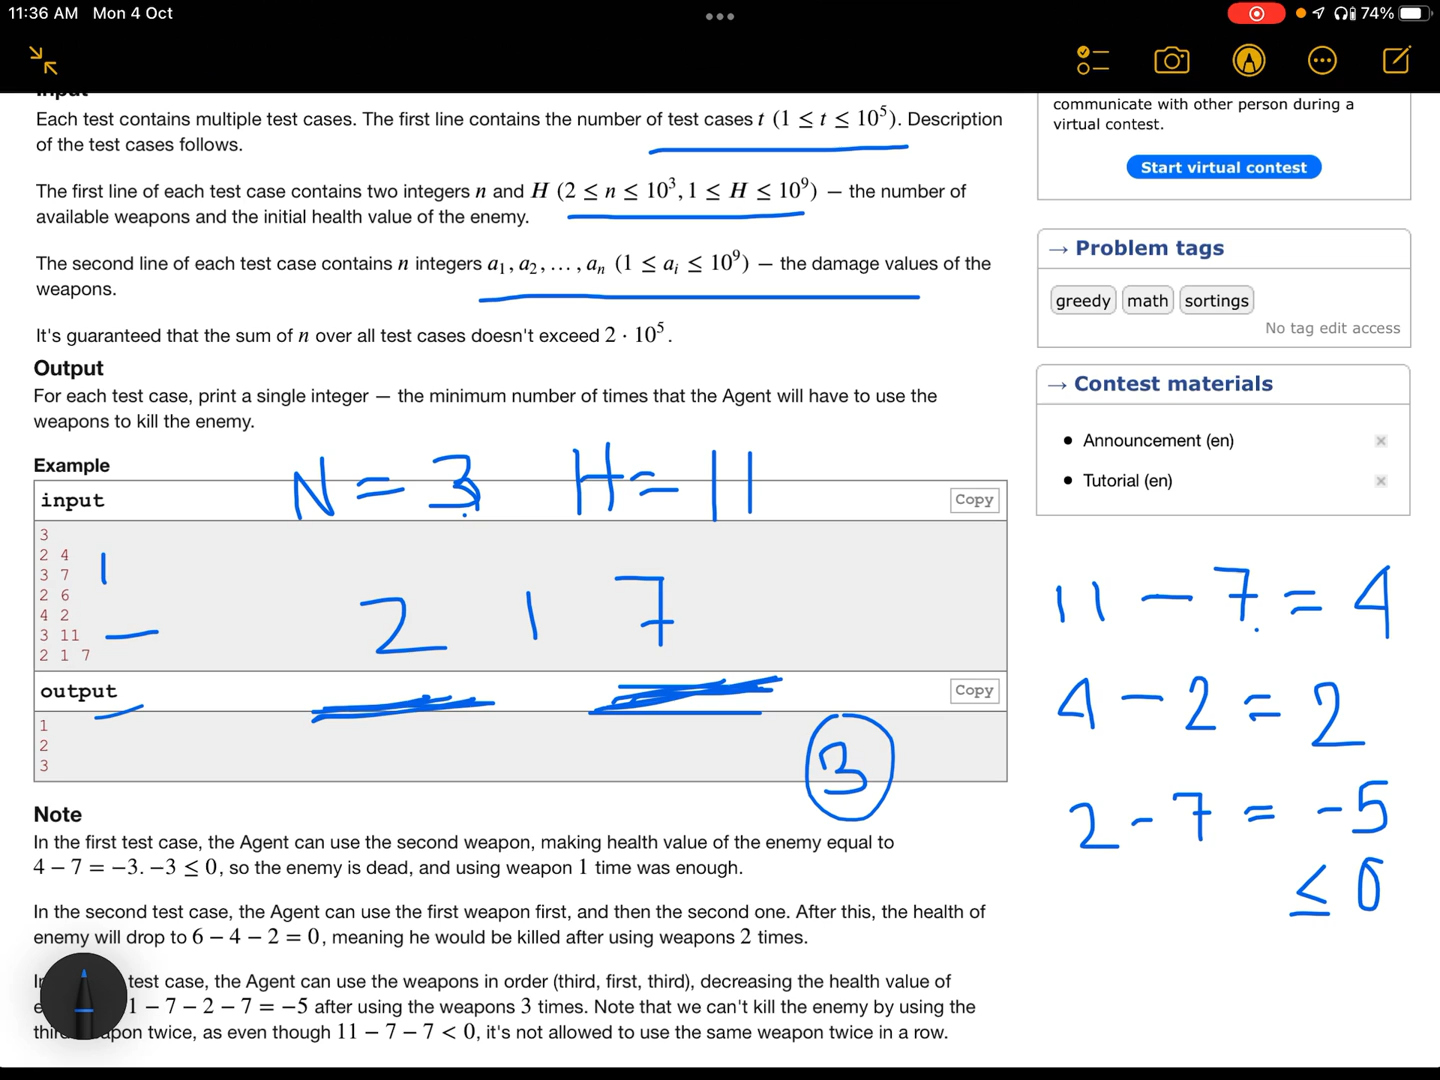 11:36 AM Mon 4 Oct
74%
Input
Each test contains multiple test cases. The first line contains the number of test cases t (1 ≤ t ≤ 10⁵). Description
of the test cases follows.
The first line of each test case contains two integers n and H (2 ≤ n ≤ 10³, 1 ≤ H ≤ 10⁹) — the number of
available weapons and the initial health value of the enemy.
The second line of each test case contains n integers a₁, a₂, …, aₙ (1 ≤ aᵢ ≤ 10⁹) — the damage values of the
weapons.
It's guaranteed that the sum of n over all test cases doesn't exceed 2 · 10⁵.
Output
For each test case, print a single integer — the minimum number of times that the Agent will have to use the
weapons to kill the enemy.
Example
N = 3 H = 11
input
Copy
3
2 4
3 7
2 6
4 2
3 11
2 1 7
1
2 1 7
output
Copy
1
2
3
3
Note
In the first test case, the Agent can use the second weapon, making health value of the enemy equal to
4 − 7 = −3. −3 ≤ 0, so the enemy is dead, and using weapon 1 time was enough.
In the second test case, the Agent can use the first weapon first, and then the second one. After this, the health of
enemy will drop to 6 − 4 − 2 = 0, meaning he would be killed after using weapons 2 times.
test case, the Agent can use the weapons in order (third, first, third), decreasing the health value of
1 − 7 − 2 − 7 = −5 after using the weapons 3 times. Note that we can't kill the enemy by using the
weapon twice, as even though 11 − 7 − 7 < 0, it's not allowed to use the same weapon twice in a row.
communicate with other person during a
virtual contest.
Start virtual contest
→ Problem tags
greedy math sortings
No tag edit access
→ Contest materials
Announcement (en)
Tutorial (en)
11 − 7 = 4
4 − 2 = 2
2 − 7 = −5
≤ 0